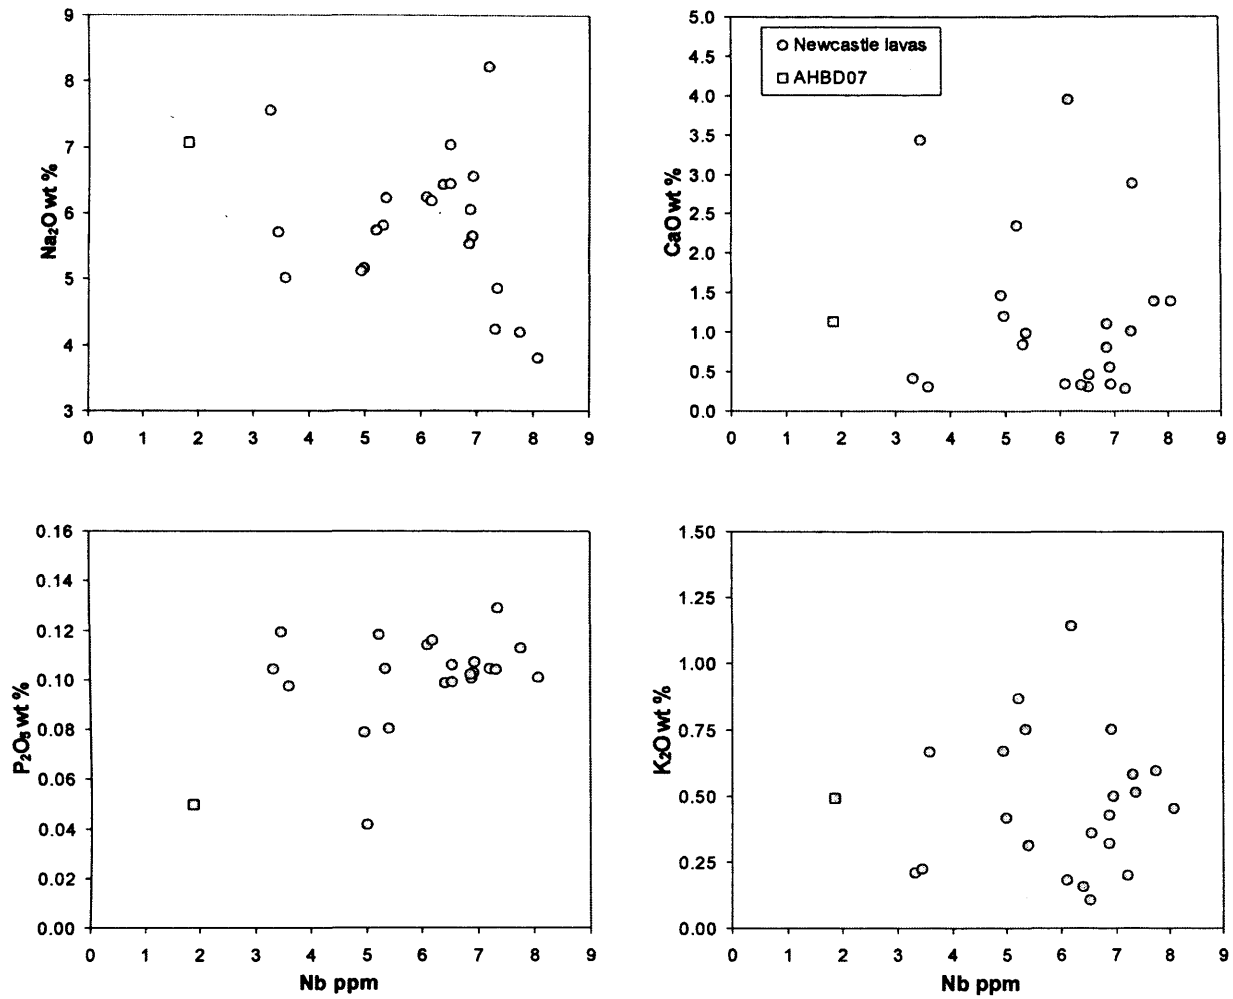 9
8
7
6
5
4
3
Na₂O wt %
0 1 2 3 4 5 6 7 8 9
5.0
4.5
4.0
3.5
3.0
2.5
2.0
1.5
1.0
0.5
0.0
CaO wt %
Newcastle lavas
AHBD07
0 1 2 3 4 5 6 7 8 9
0.16
0.14
0.12
0.10
0.08
0.06
0.04
0.02
0.00
P₂O₅ wt %
0 1 2 3 4 5 6 7 8 9
Nb ppm
1.50
1.25
1.00
0.75
0.50
0.25
0.00
K₂O wt %
0 1 2 3 4 5 6 7 8 9
Nb ppm